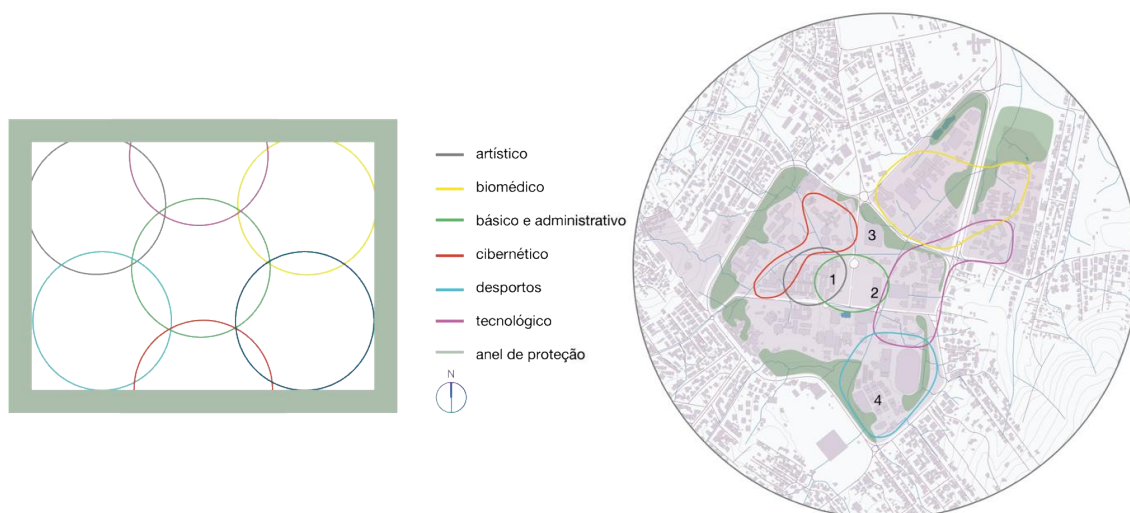 artístico
biomédico
básico e administrativo
cibernético
desportos
tecnológico
anel de proteção
N
3
1
2
4